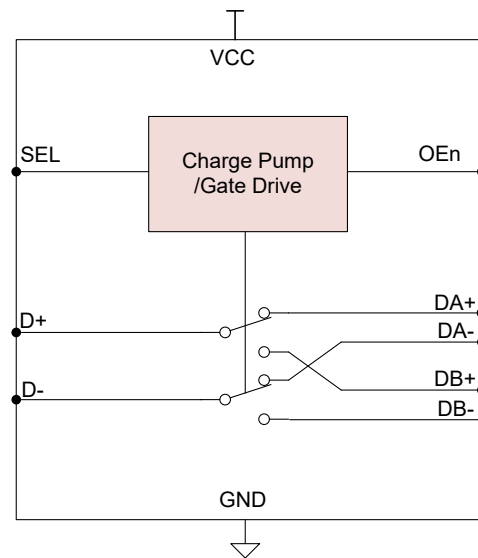 VCC
SEL
Charge Pump
/Gate Drive
OEn
D+
DA+
DA-
D-
DB+
DB-
GND